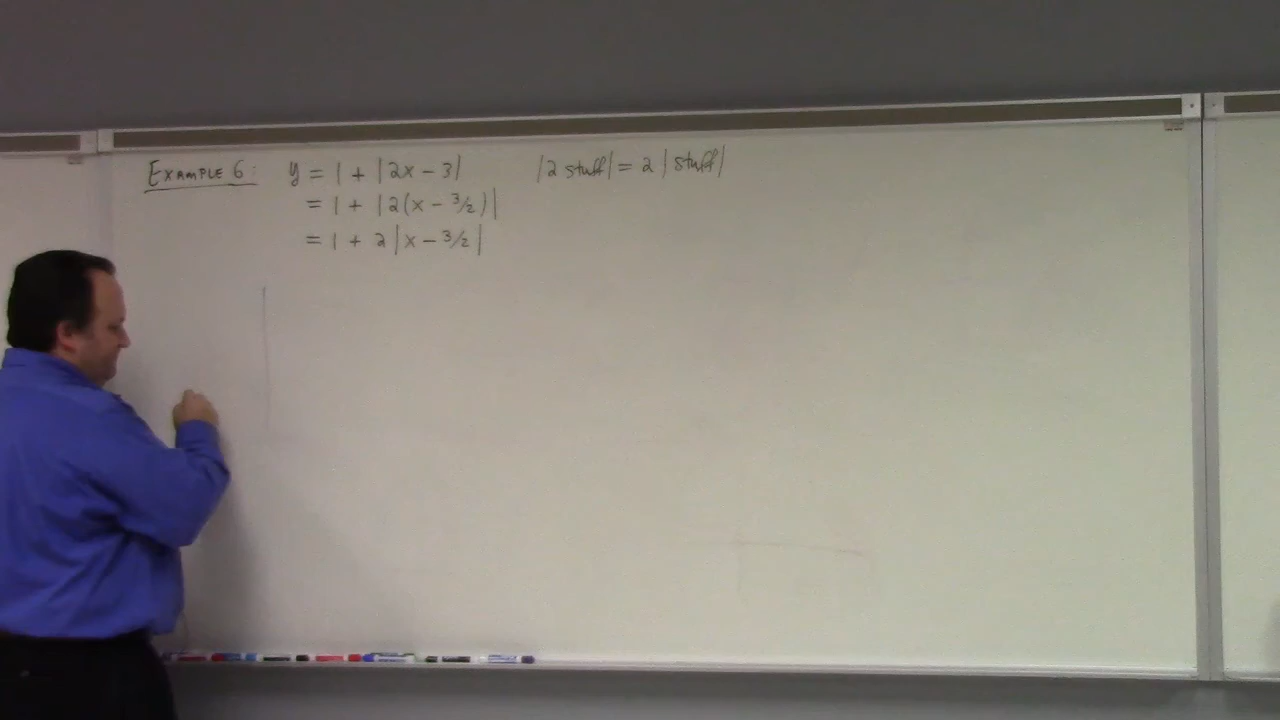 EXAMPLE 6: y = 1 + |2x - 3| |2 stuff| = 2 |stuff|
= 1 + |2(x - 3/2)|
= 1 + 2|x - 3/2|